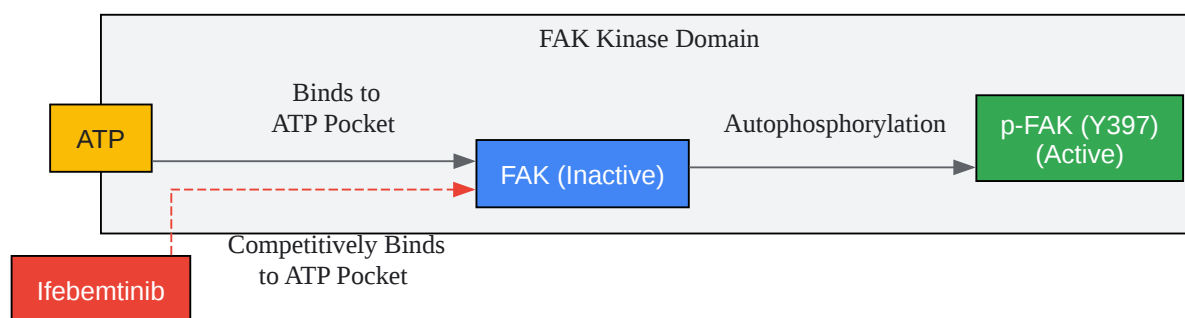 FAK Kinase Domain
Binds to
ATP Pocket
ATP
Autophosphorylation
p-FAK (Y397)
(Active)
FAK (Inactive)
Competitively Binds
to ATP Pocket
Ifebemtinib